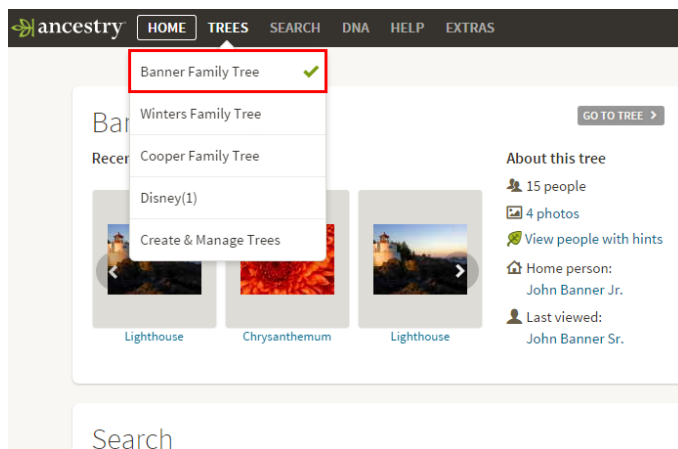 ancestry HOME TREES SEARCH DNA HELP EXTRAS
Banner Family Tree
Winters Family Tree
Cooper Family Tree
Disney(1)
Create & Manage Trees
Ban
GO TO TREE >
Recen
About this tree
15 people
4 photos
View people with hints
Home person:
John Banner Jr.
Last viewed:
John Banner Sr.
Lighthouse
Chrysanthemum
Lighthouse
Search